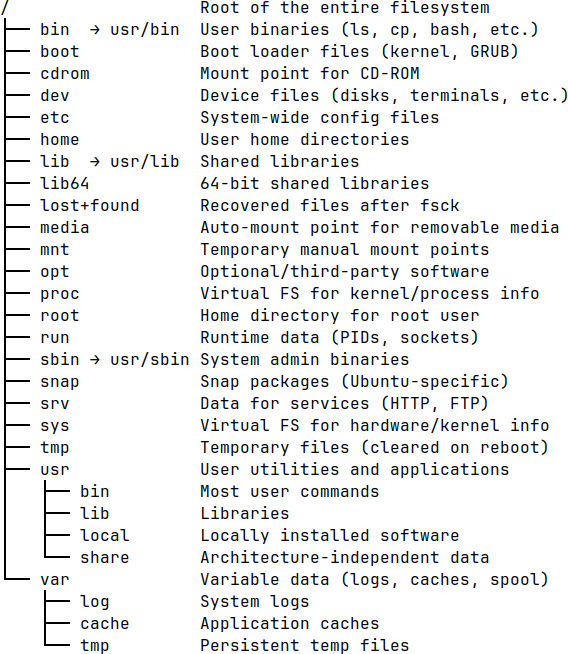 / Root of the entire filesystem
bin → usr/bin User binaries (ls, cp, bash, etc.)
boot Boot loader files (kernel, GRUB)
cdrom Mount point for CD-ROM
dev Device files (disks, terminals, etc.)
etc System-wide config files
home User home directories
lib → usr/lib Shared libraries
lib64 64-bit shared libraries
lost+found Recovered files after fsck
media Auto-mount point for removable media
mnt Temporary manual mount points
opt Optional/third-party software
proc Virtual FS for kernel/process info
root Home directory for root user
run Runtime data (PIDs, sockets)
sbin → usr/sbin System admin binaries
snap Snap packages (Ubuntu-specific)
srv Data for services (HTTP, FTP)
sys Virtual FS for hardware/kernel info
tmp Temporary files (cleared on reboot)
usr User utilities and applications
bin Most user commands
lib Libraries
local Locally installed software
share Architecture-independent data
var Variable data (logs, caches, spool)
log System logs
cache Application caches
tmp Persistent temp files